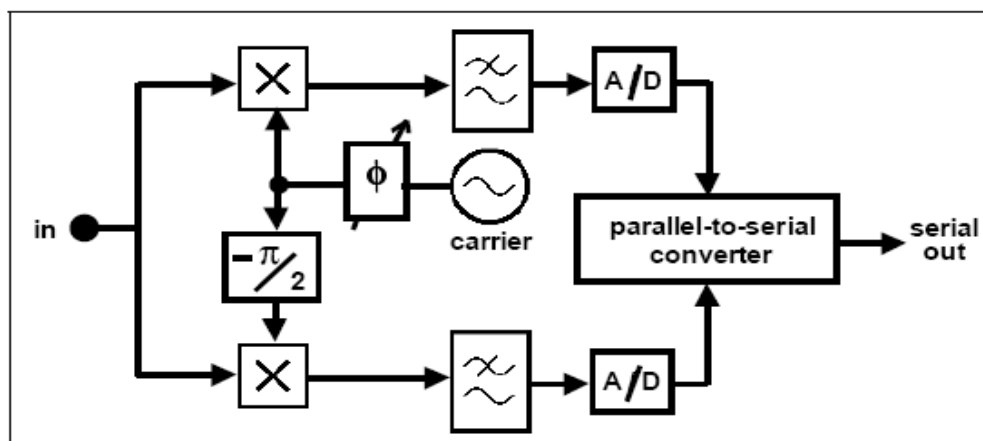 A/D
ϕ
in
carrier
parallel-to-serial
converter
serial
out
−π/2
A/D